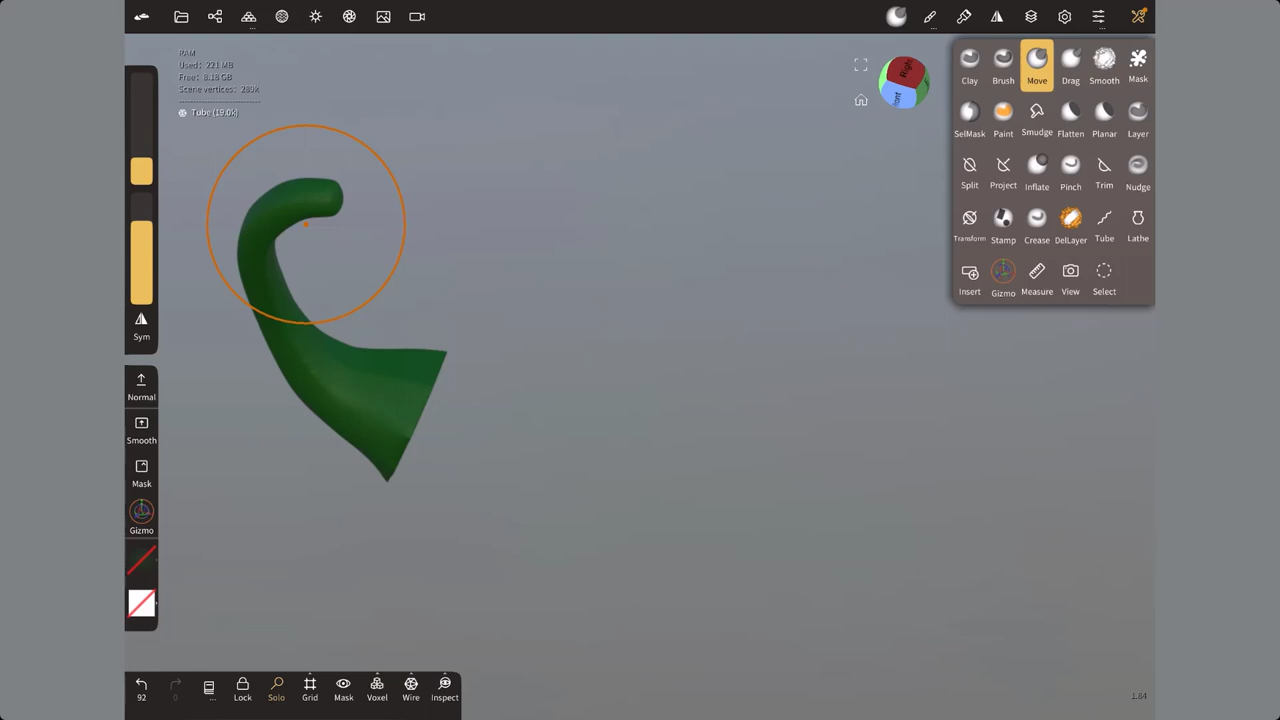 RAM
Used: 221 MB
Free: 8.18 GB
Scene vertices: 289k
Tube (19.0k)
Right
Clay Brush Move Drag Smooth Mask
SelMask Paint Smudge Flatten Planar Layer
Split Project Inflate Pinch Trim Nudge
Transform Stamp Crease DelLayer Tube Lathe
Insert Gizmo Measure View Select
Sym
Normal
Smooth
Mask
Gizmo
92 0 ... Lock Solo Grid Mask Voxel Wire Inspect
1.84